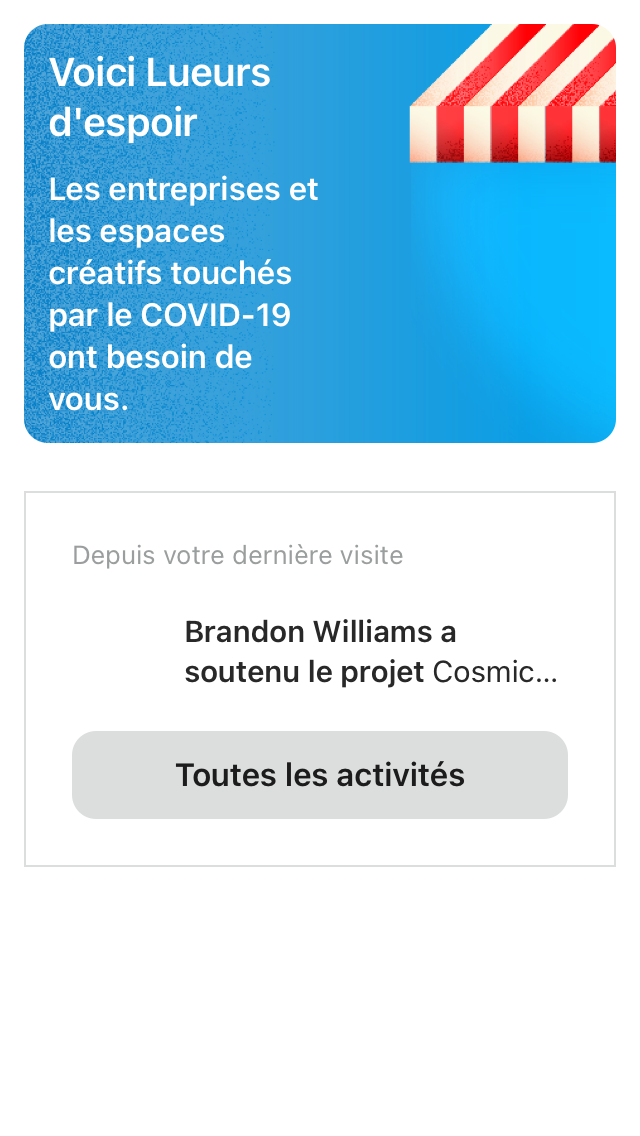 Voici Lueurs
d'espoir
Les entreprises et
les espaces
créatifs touchés
par le COVID-19
ont besoin de
vous.
Depuis votre dernière visite
Brandon Williams a
soutenu le projet Cosmic...
Toutes les activités